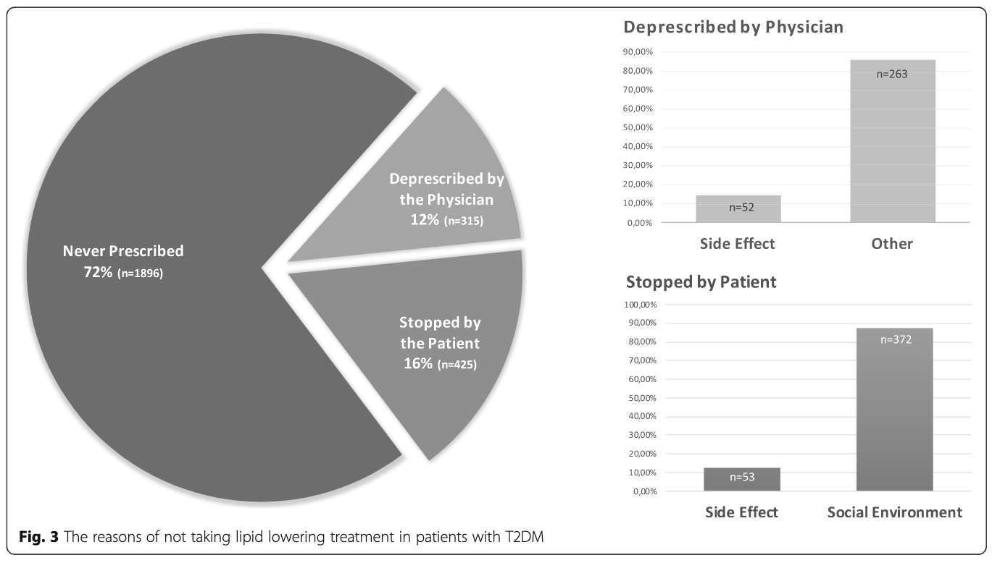 Never Prescribed
72% (n=1896)
Deprescribed by
the Physician
12% (n=315)
Stopped by
the Patient
16% (n=425)
Deprescribed by Physician
90,00%
80,00%
70,00%
60,00%
50,00%
40,00%
30,00%
20,00%
10,00%
0,00%
n=52
n=263
Side Effect
Other
Stopped by Patient
100,00%
90,00%
80,00%
70,00%
60,00%
50,00%
40,00%
30,00%
20,00%
10,00%
0,00%
n=53
n=372
Side Effect
Social Environment
Fig. 3 The reasons of not taking lipid lowering treatment in patients with T2DM